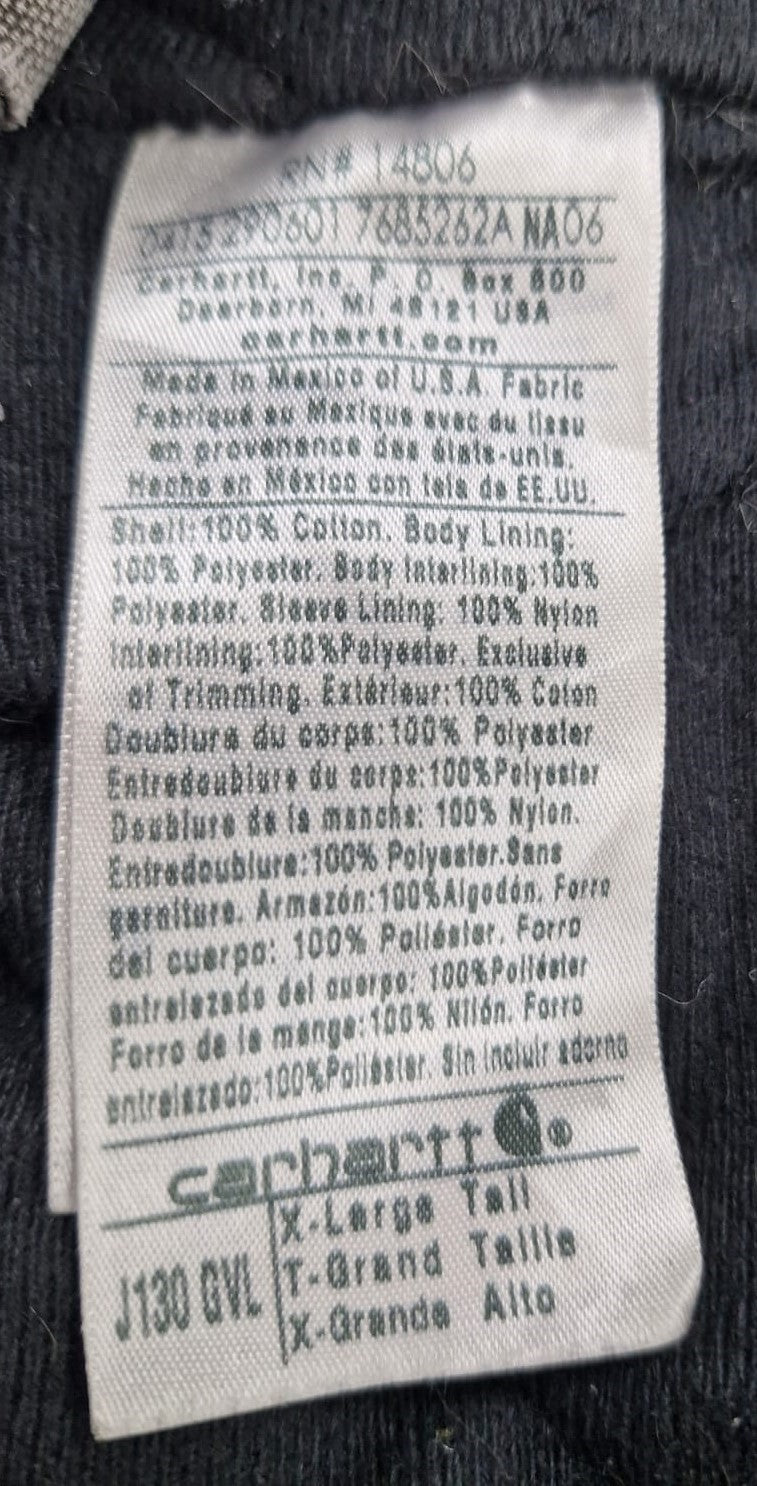 RN# 14806
0415 290601 7685262A NA06
Carhartt, Inc. P. O. Box 600
Dearborn, MI 48121 USA
carhartt.com
Made in Mexico of U.S.A. Fabric
Fabriqué au Mexique avec du tissu
en provenance des états-unis.
Hecho en México con tela de EE.UU.
Shell:100% Cotton. Body Lining:
100% Polyester. Body Interlining:100%
Polyester. Sleeve Lining: 100% Nylon
Interlining:100%Polyester. Exclusive
of Trimming. Extérieur:100% Coton
Doublure du corps:100% Polyester
Entredoublure du corps:100%Polyester
Doublure de la manche: 100% Nylon.
Entredoublure:100% Polyester.Sans
garniture. Armazón:100%Algodón. Forro
del cuerpo: 100% Poliéster. Forro
entrelazado del cuerpo: 100%Poliéster
Forro de la manga:100% Nilón. Forro
entrelazado:100%Poliéster. Sin incluir adorno
carhartt ®
J130 GVL
X-Large Tall
T-Grand Taille
X-Grande Alto